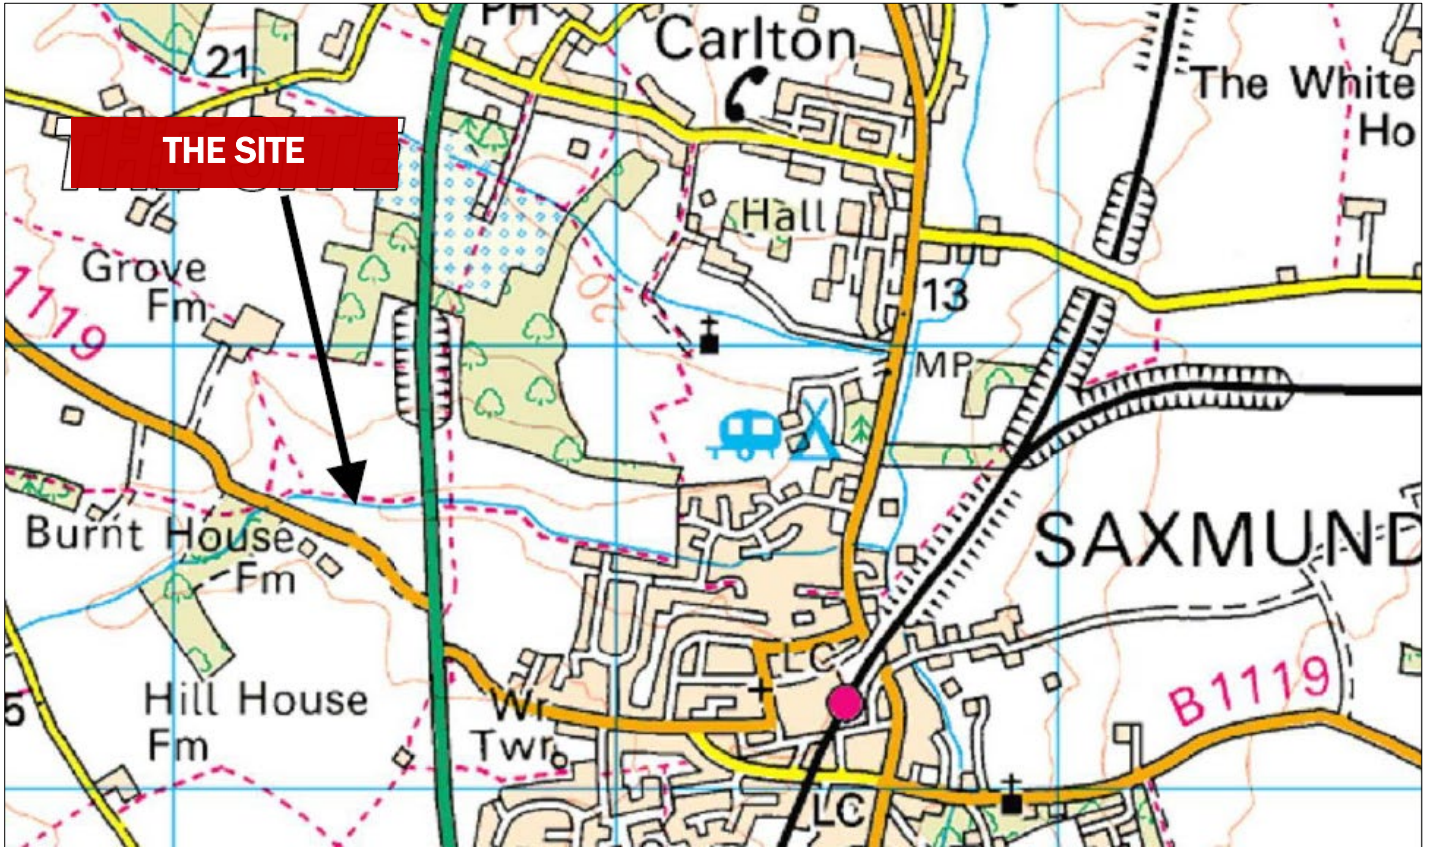 PH
Carlton
21
The White
Ho
THE SITE
Hall
Grove
Fm
1119
13
MP
Burnt House
Fm
SAXMUND
LC
Hill House
Fm
5
Wr
Twr
B1119
LC